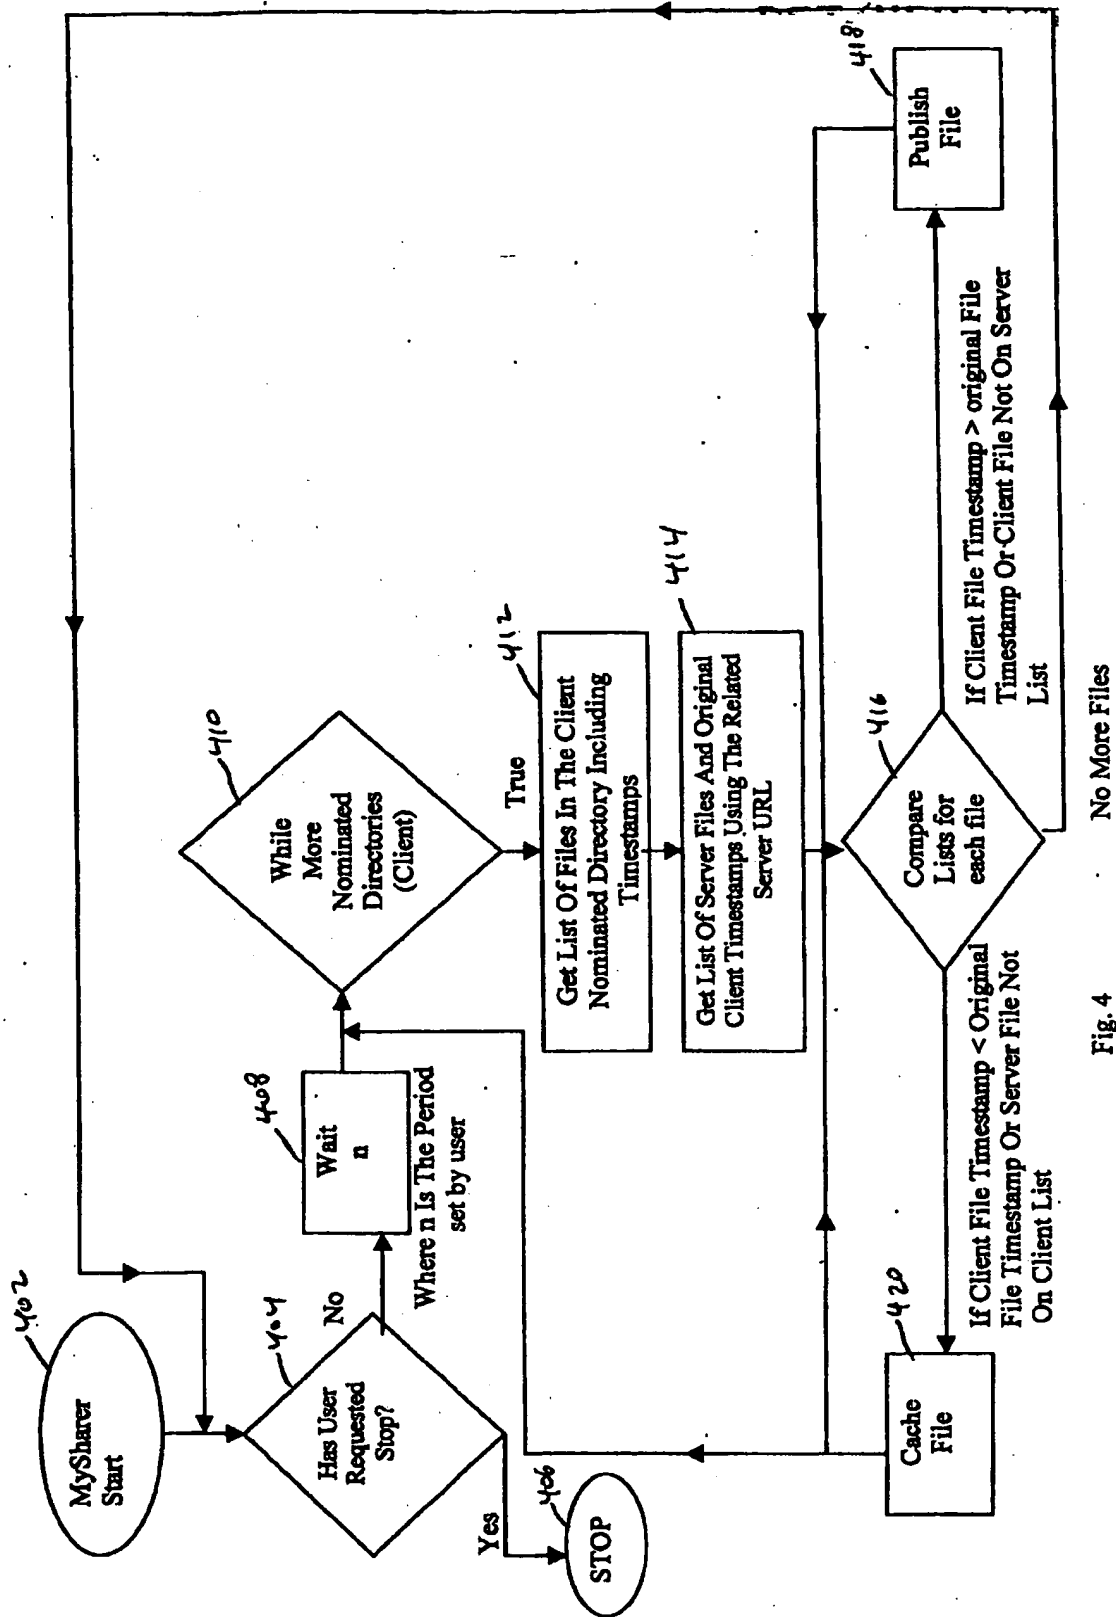 402
MySharer
Start
404
Has User
Requested
Stop?
No
Yes
406
STOP
408
Wait
n
Where n Is The Period
set by user
410
While
More
Nominated
Directories
(Client)
True
412
Get List Of Files In The Client
Nominated Directory Including
Timestamps
414
Get List Of Server Files And Original
Client Timestamps Using The Related
Server URL
416
Compare
Lists for
each file
418
Publish
File
If Client File Timestamp > original File
Timestamp Or Client File Not On Server
List
420
Cache
File
If Client File Timestamp < Original
File Timestamp Or Server File Not
On Client List
No More Files
Fig. 4